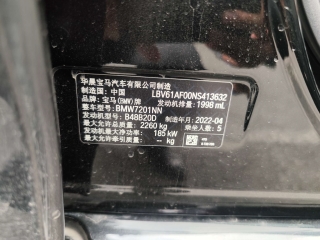 华晨宝马汽车有限公司制造
制造国：中国 LBV61AF00NS413632
品牌：宝马(BMW)牌 发动机排量：1998 mL
整车型号：BMW7201NN
发动机型号：B48B20D 制造年月：2022-04
最大允许总质量：2260 kg 乘坐人数：5
最大净功率：185 kW
最大允许牵引质量：-- kg